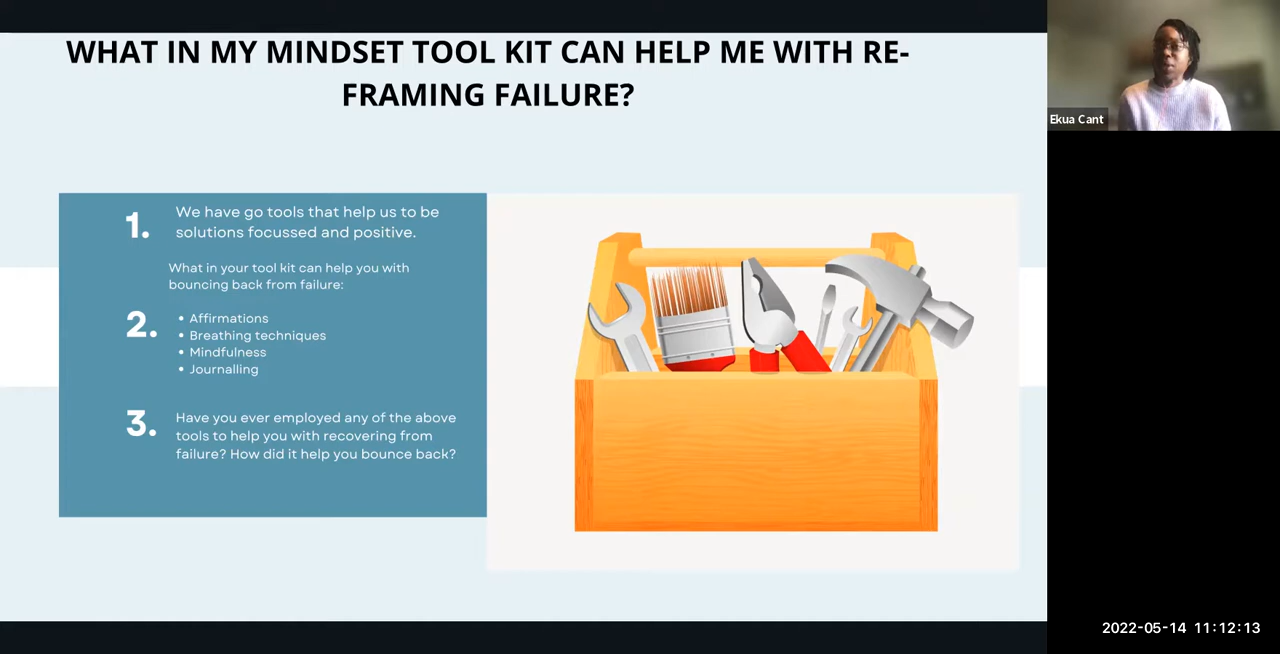 WHAT IN MY MINDSET TOOL KIT CAN HELP ME WITH RE-
FRAMING FAILURE?
1.
We have go tools that help us to be
solutions focussed and positive.
What in your tool kit can help you with
bouncing back from failure:
2.
• Affirmations
• Breathing techniques
• Mindfulness
• Journalling
3.
Have you ever employed any of the above
tools to help you with recovering from
failure? How did it help you bounce back?
Ekua Cant
2022-05-14 11:12:13